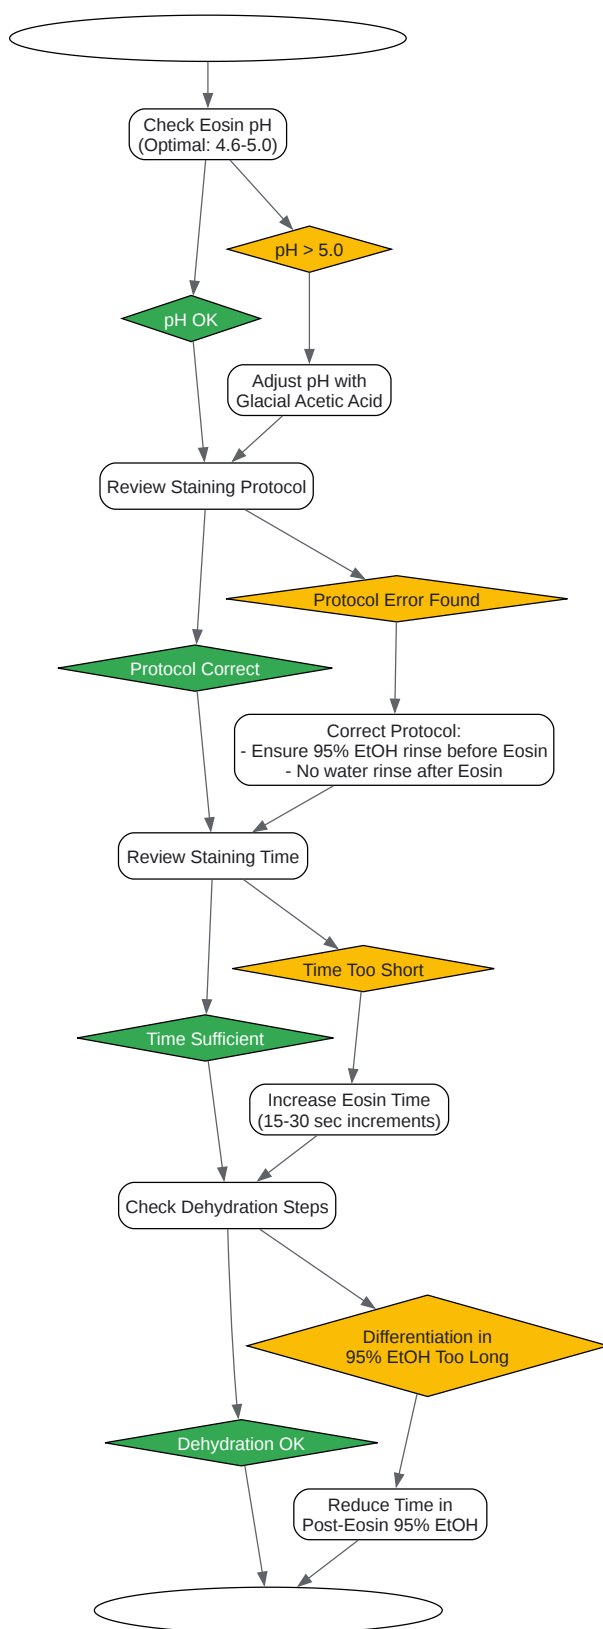 Check Eosin pH
(Optimal: 4.6-5.0)
pH > 5.0
pH OK
Adjust pH with
Glacial Acetic Acid
Review Staining Protocol
Protocol Error Found
Protocol Correct
Correct Protocol:
- Ensure 95% EtOH rinse before Eosin
- No water rinse after Eosin
Review Staining Time
Time Too Short
Time Sufficient
Increase Eosin Time
(15-30 sec increments)
Check Dehydration Steps
Differentiation in
95% EtOH Too Long
Dehydration OK
Reduce Time in
Post-Eosin 95% EtOH